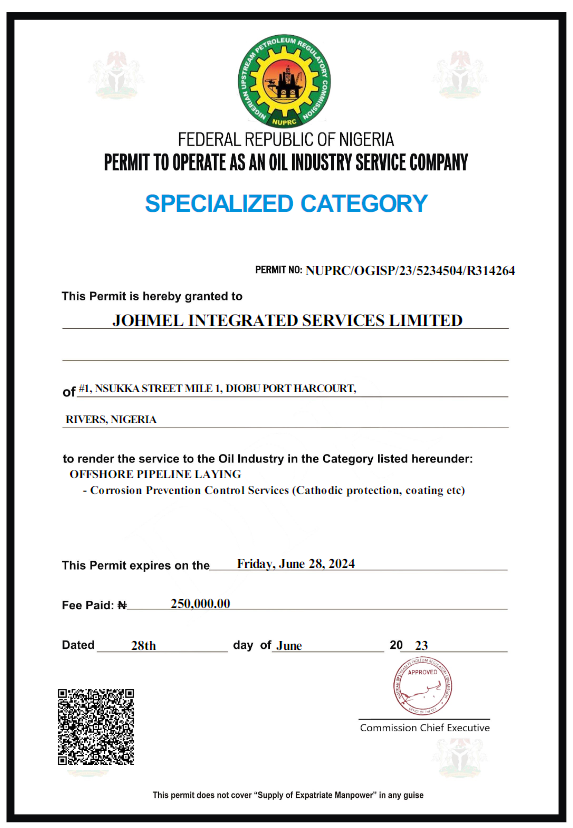 NIGERIAN UPSTREAM PETROLEUM REGULATORY COMMISSION
NUPRC
FEDERAL REPUBLIC OF NIGERIA
PERMIT TO OPERATE AS AN OIL INDUSTRY SERVICE COMPANY
SPECIALIZED CATEGORY
PERMIT NO: NUPRC/OGISP/23/5234504/R314264
This Permit is hereby granted to
JOHMEL INTEGRATED SERVICES LIMITED
of #1, NSUKKA STREET MILE 1, DIOBU PORT HARCOURT,
RIVERS, NIGERIA
to render the service to the Oil Industry in the Category listed hereunder:
OFFSHORE PIPELINE LAYING
- Corrosion Prevention Control Services (Cathodic protection, coating etc)
This Permit expires on the Friday, June 28, 2024
Fee Paid: ₦ 250,000.00
Dated 28th day of June 20 23
APPROVED
Commission Chief Executive
This permit does not cover “Supply of Expatriate Manpower” in any guise